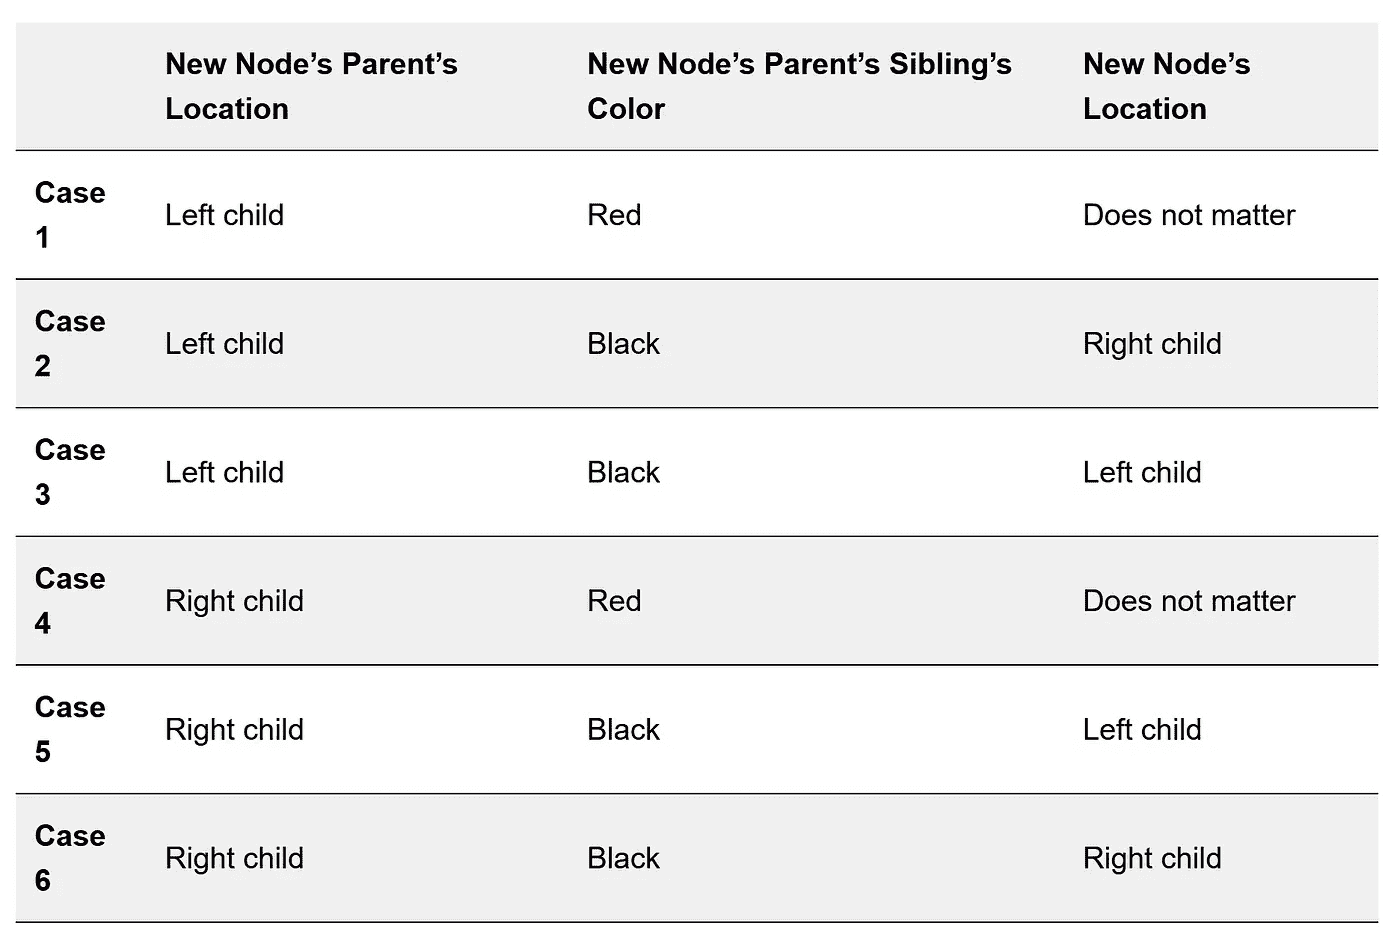 New Node’s Parent’s New Node’s Parent’s Sibling’s New Node’s
Location Color Location
Case
1 Left child Red Does not matter
Case
2 Left child Black Right child
Case
3 Left child Black Left child
Case
4 Right child Red Does not matter
Case
5 Right child Black Left child
Case
6 Right child Black Right child